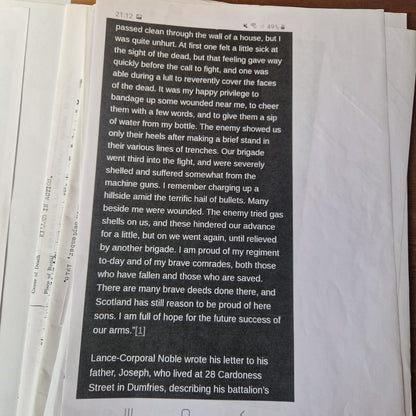 21:12
49%
passed clean through the wall of a house, but I
was quite unhurt. At first one felt a little sick at
the sight of the dead, but that feeling gave way
quickly before the call to fight, and one was
able during a lull to reverently cover the faces
of the dead. It was my happy privilege to
bandage up some wounded near me, to cheer
them with a few words, and to give them a sip
of water from my bottle. The enemy showed us
only their heels after making a brief stand in
their various lines of trenches. Our brigade
went third into the fight, and were severely
shelled and suffered somewhat from the
machine guns. I remember charging up a
hillside amid the terrific hail of bullets. Many
beside me were wounded. The enemy tried gas
shells on us, and these hindered our advance
for a little, but on we went again, until relieved
by another brigade. I am proud of my regiment
to-day and of my brave comrades, both those
who have fallen and those who are saved.
There are many brave deeds done there, and
Scotland has still reason to be proud of here
sons. I am full of hope for the future success of
our arms."[1]
Lance-Corporal Noble wrote his letter to his
father, Joseph, who lived at 28 Cardoness
Street in Dumfries, describing his battalion's
Cause of Death
KILLED IN ACTION.
Place of